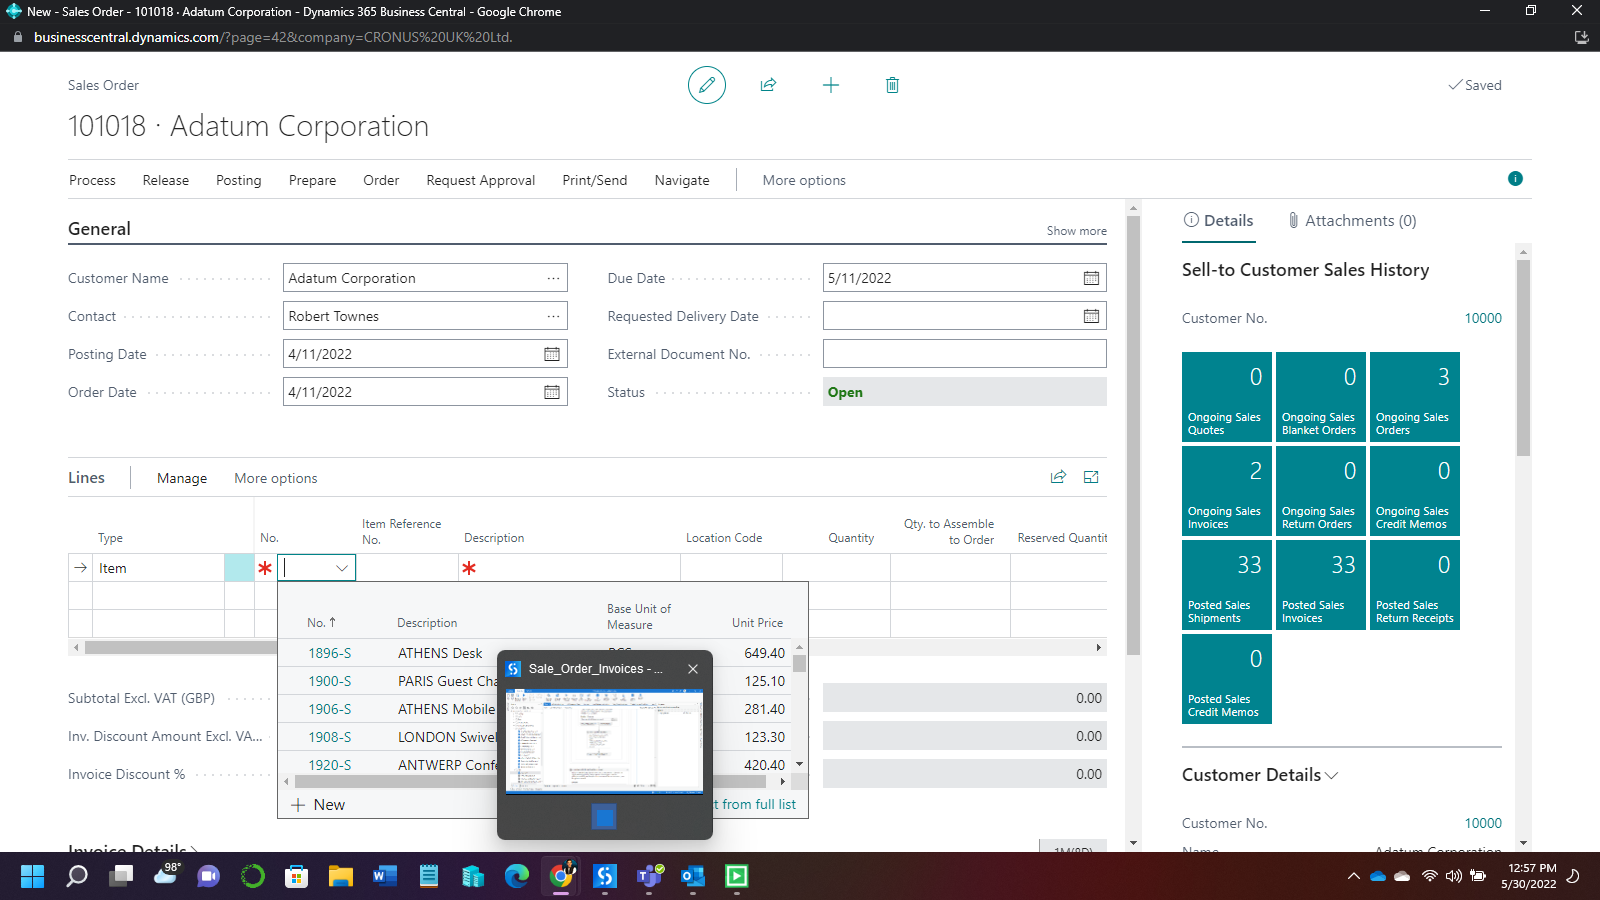 New - Sales Order - 101018 · Adatum Corporation - Dynamics 365 Business Central - Google Chrome
businesscentral.dynamics.com/?page=42&company=CRONUS%20UK%20Ltd.
Sales Order
Saved
101018 · Adatum Corporation
Process Release Posting Prepare Order Request Approval Print/Send Navigate More options
General Show more
Customer Name Adatum Corporation
Contact Robert Townes
Posting Date 4/11/2022
Order Date 4/11/2022
Due Date 5/11/2022
Requested Delivery Date
External Document No.
Status Open
Lines Manage More options
Type
No.
Item Reference
No.
Description
Location Code
Quantity
Qty. to Assemble
to Order
Reserved Quantit
Item
No. ↑
Description
Base Unit of
Measure
Unit Price
1896-S ATHENS Desk 649.40
1900-S PARIS Guest Cha 125.10
1906-S ATHENS Mobile 281.40
1908-S LONDON Swivel 123.30
1920-S ANTWERP Confe 420.40
+ New
t from full list
Sale_Order_Invoices - ...
Subtotal Excl. VAT (GBP) 0.00
Inv. Discount Amount Excl. VA... 0.00
Invoice Discount % 0.00
Invoice Details
1M(8D)
Details Attachments (0)
Sell-to Customer Sales History
Customer No. 10000
0
Ongoing Sales
Quotes
0
Ongoing Sales
Blanket Orders
3
Ongoing Sales
Orders
2
Ongoing Sales
Invoices
0
Ongoing Sales
Return Orders
0
Ongoing Sales
Credit Memos
33
Posted Sales
Shipments
33
Posted Sales
Invoices
0
Posted Sales
Return Receipts
0
Posted Sales
Credit Memos
Customer Details
Customer No. 10000
Name Adatum Corporation
98°
12:57 PM
5/30/2022